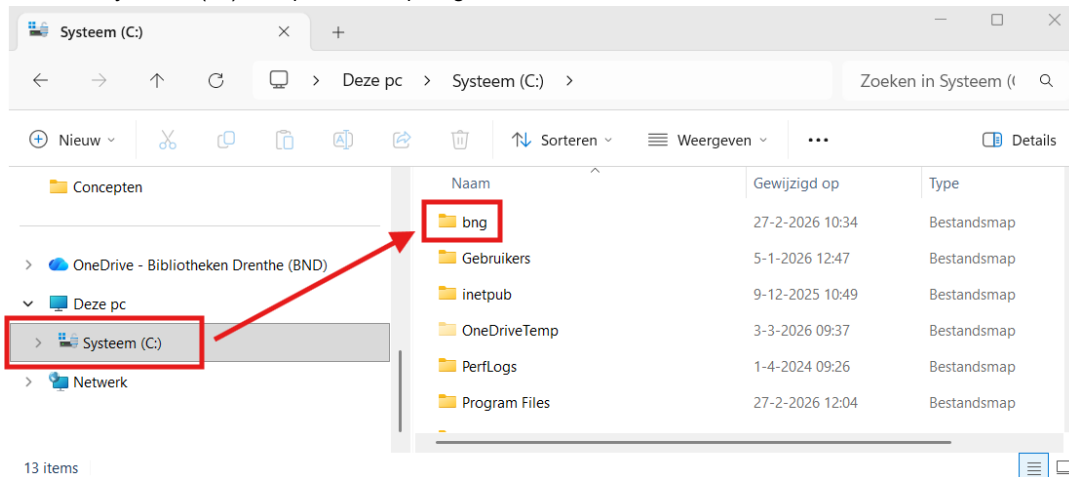 Systeem (C:)
Deze pc > Systeem (C:) >
Zoeken in Systeem (
Nieuw
Sorteren
Weergeven
Details
Concepten
OneDrive - Bibliotheken Drenthe (BND)
Deze pc
Systeem (C:)
Netwerk
Naam Gewijzigd op Type
bng 27-2-2026 10:34 Bestandsmap
Gebruikers 5-1-2026 12:47 Bestandsmap
inetpub 9-12-2025 10:49 Bestandsmap
OneDriveTemp 3-3-2026 09:37 Bestandsmap
PerfLogs 1-4-2024 09:26 Bestandsmap
Program Files 27-2-2026 12:04 Bestandsmap
13 items